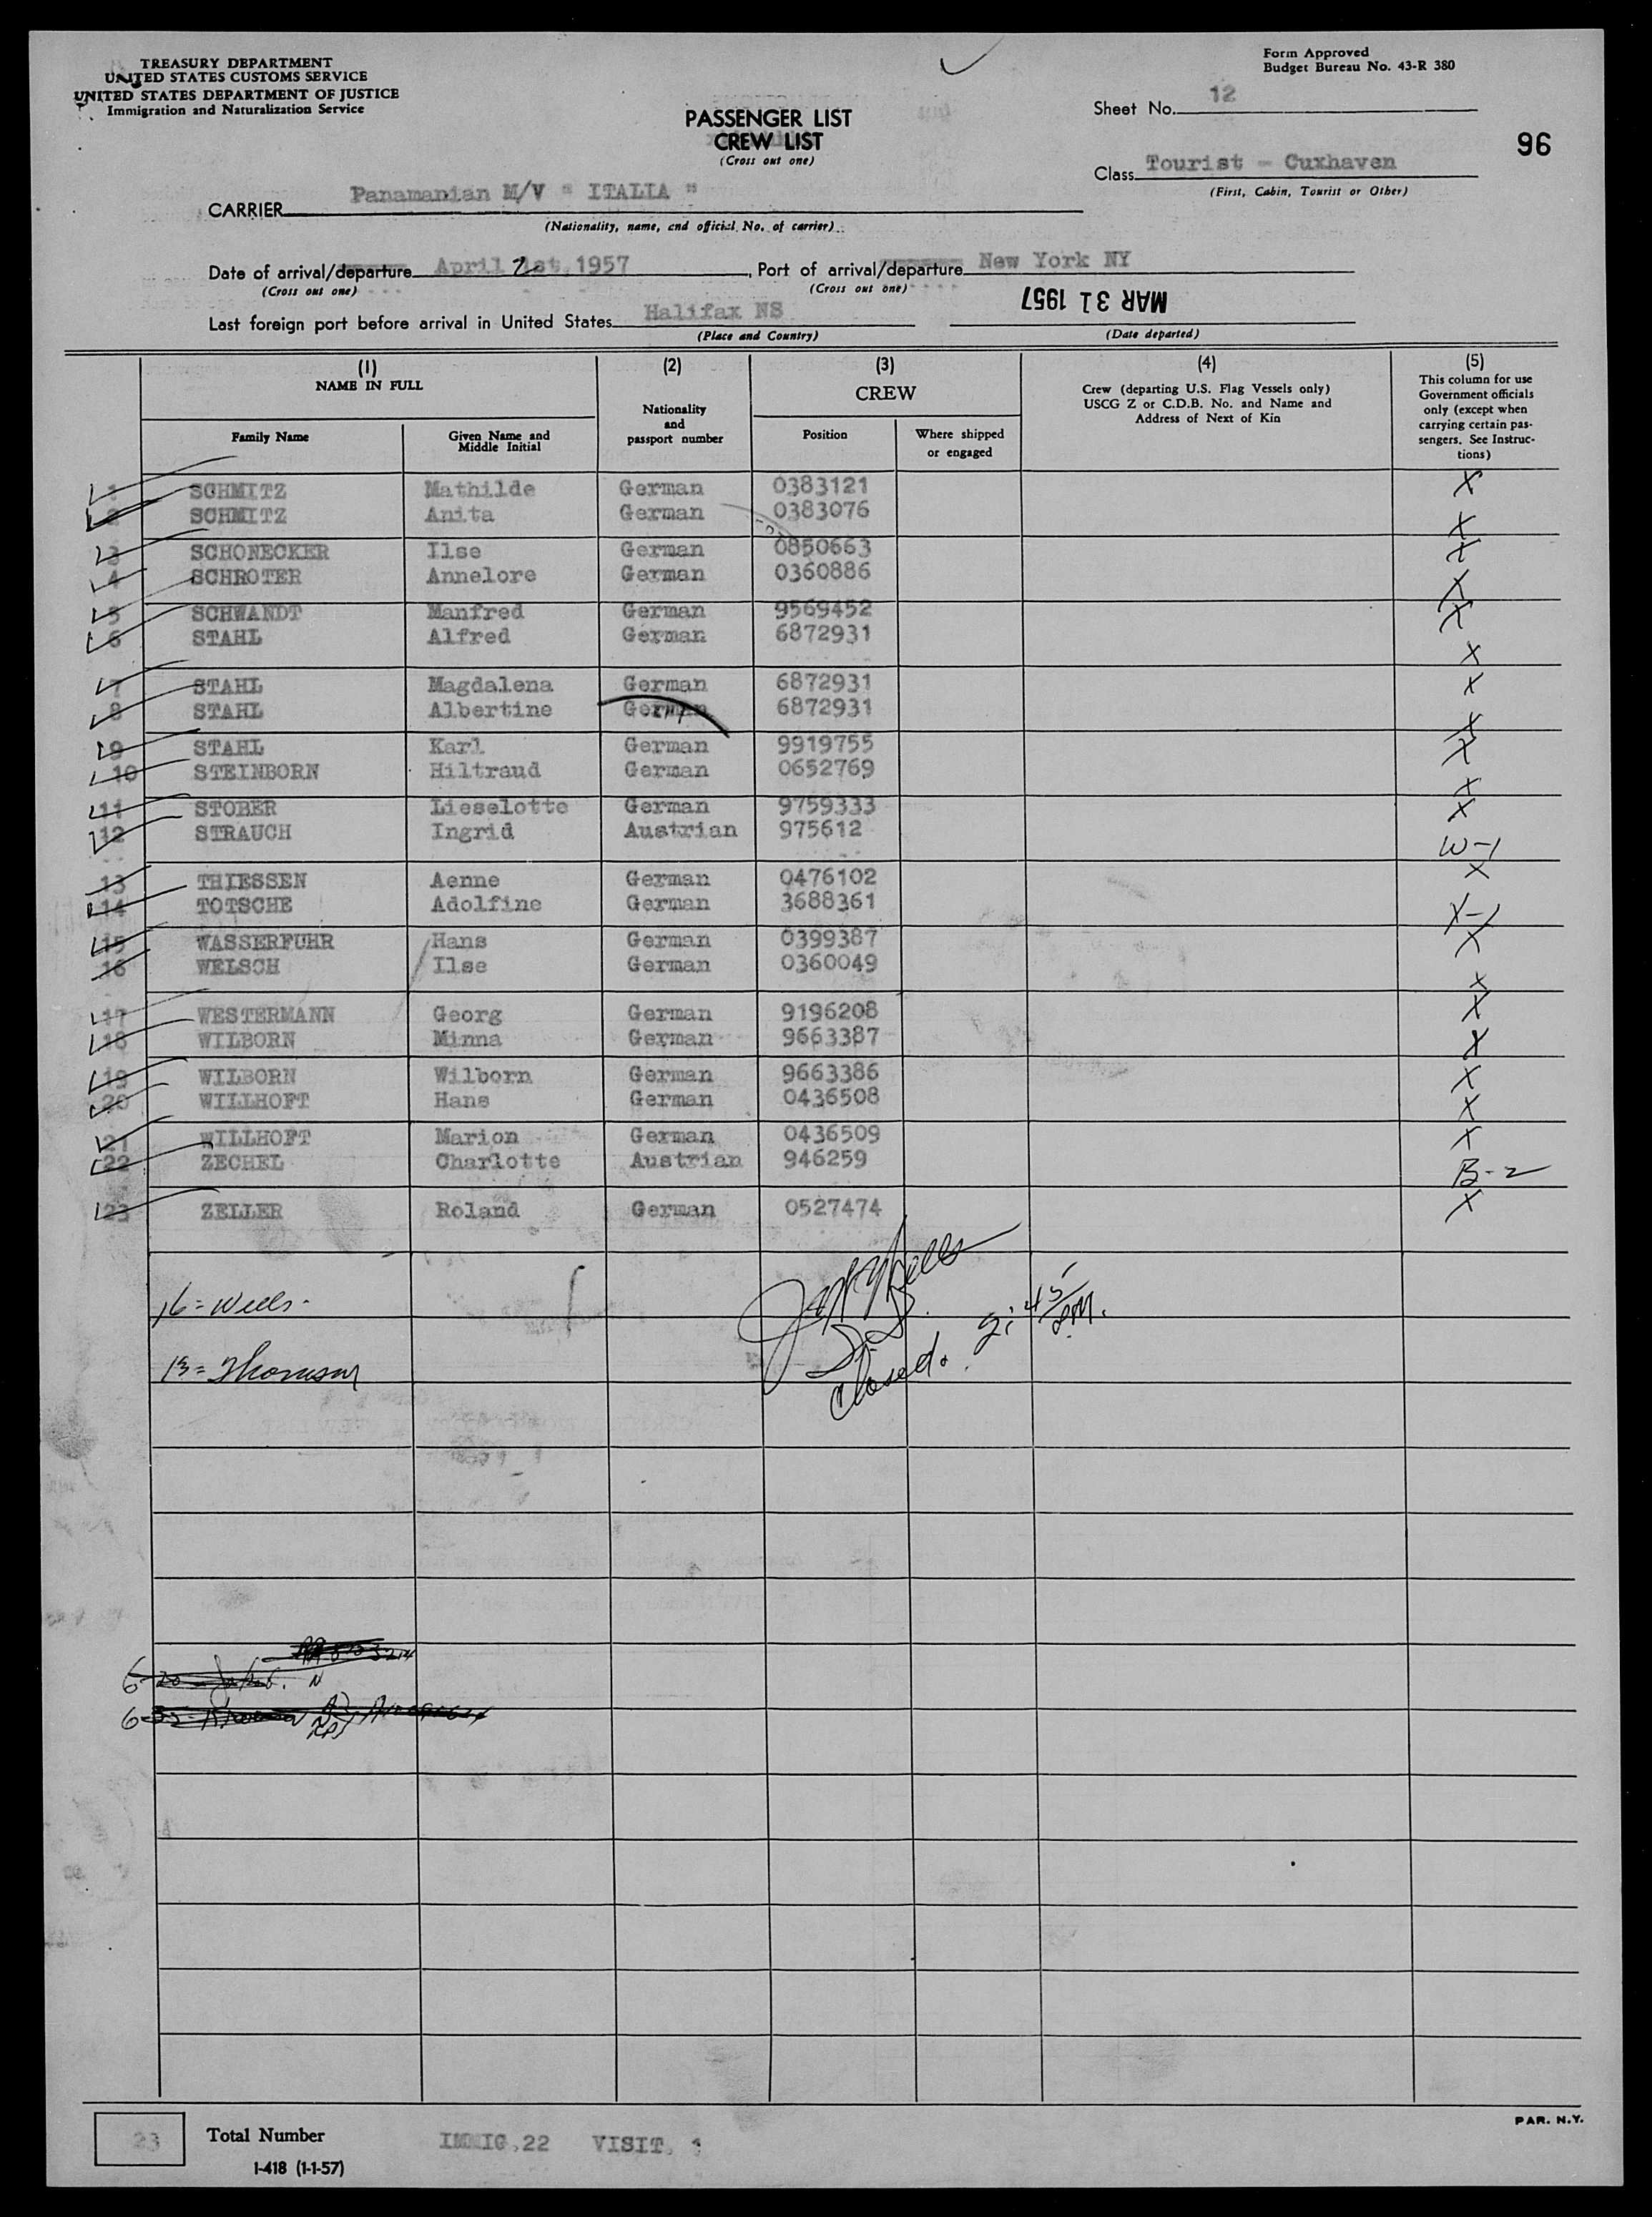 TREASURY DEPARTMENT
UNITED STATES CUSTOMS SERVICE
UNITED STATES DEPARTMENT OF JUSTICE
Immigration and Naturalization Service
Form Approved
Budget Bureau No. 43-R 380
PASSENGER LIST
CREW LIST
(Cross out one)
Sheet No. 12
96
Class Tourist - Cuxhaven
(First, Cabin, Tourist or Other)
CARRIER Panamanian M/V " ITALIA "
(Nationality, name, and official No. of carrier)
Date of arrival/departure April 2 1st, 1957, Port of arrival/departure New York NY
(Cross out one) (Cross out one)
Last foreign port before arrival in United States Halifax NS MAR 31 1957
(Place and Country) (Date departed)
(1) (2) (3) (4) (5)
NAME IN FULL
Family Name
Given Name and Middle Initial
Nationality and passport number
CREW
Position
Where shipped or engaged
Crew (departing U.S. Flag Vessels only)
USCG Z or C.D.B. No. and Name and
Address of Next of Kin
This column for use
Government officials
only (except when
carrying certain pas-
sengers. See Instruc-
tions)
1 SCHMITZ Mathilde German 0383121 X
2 SCHMITZ Anita German 0383076 X
3 SCHONECKER Ilse German 0850663 X
4 SCHROTER Annelore German 0360886 X
5 SCHWANDT Manfred German 9569452 X
6 STAHL Alfred German 6872931 X
7 STAHL Magdalena German 6872931 X
8 STAHL Albertine German 6872931 X
9 STAHL Karl German 9919755 X
10 STEINBORN Hiltraud German 0652769 X
11 STOBER Lieselotte German 9759333 X
12 STRAUCH Ingrid Austrian 975612 W-1
13 THIESSEN Aenne German 0476102 X
14 TOTSCHE Adolfine German 3688361 X-1
15 WASSERFUHR Hans German 0399387 X
16 WELSCH Ilse German 0360049 X
17 WESTERMANN Georg German 9196208 X
18 WILBORN Minna German 9663387 X
19 WILBORN Wilborn German 9663386 X
20 WILLHOFT Hans German 0436508 X
21 WILLHOFT Marion German 0436509 X
22 ZECHEL Charlotte Austrian 946259 B-2
23 ZELLER Roland German 0527474 X
16 = Wells.
13 = Thomson
Closed. 2:45 P.M.
23 Total Number IMMIG, 22 VISIT, 1
I-418 (1-1-57)
PAR. N.Y.